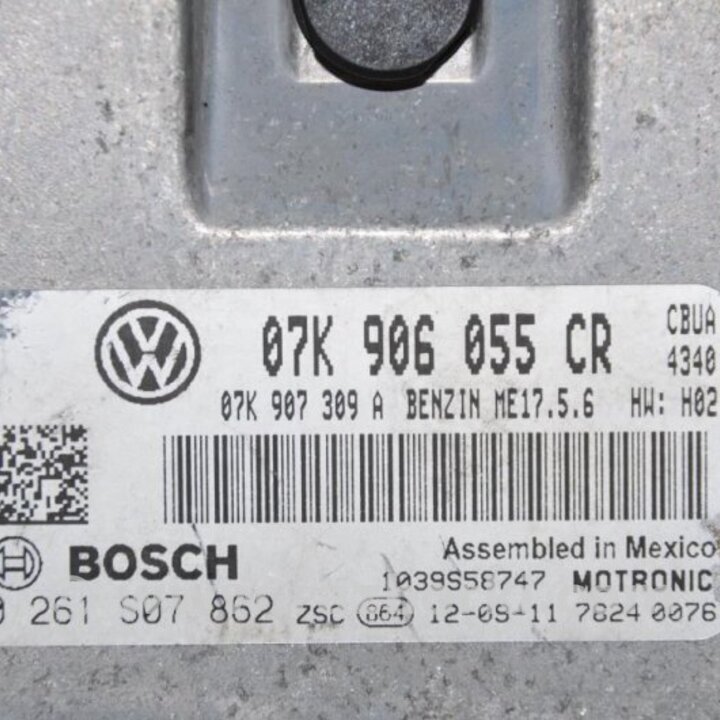 07K 906 055 CR CBUA
4340
07K 907 309 A BENZIN ME17.5.6 HW: H02
BOSCH
Assembled in Mexico
1039S58747 MOTRONIC
0 261 S07 862 ZSC 864 12-09-11 7824 0076